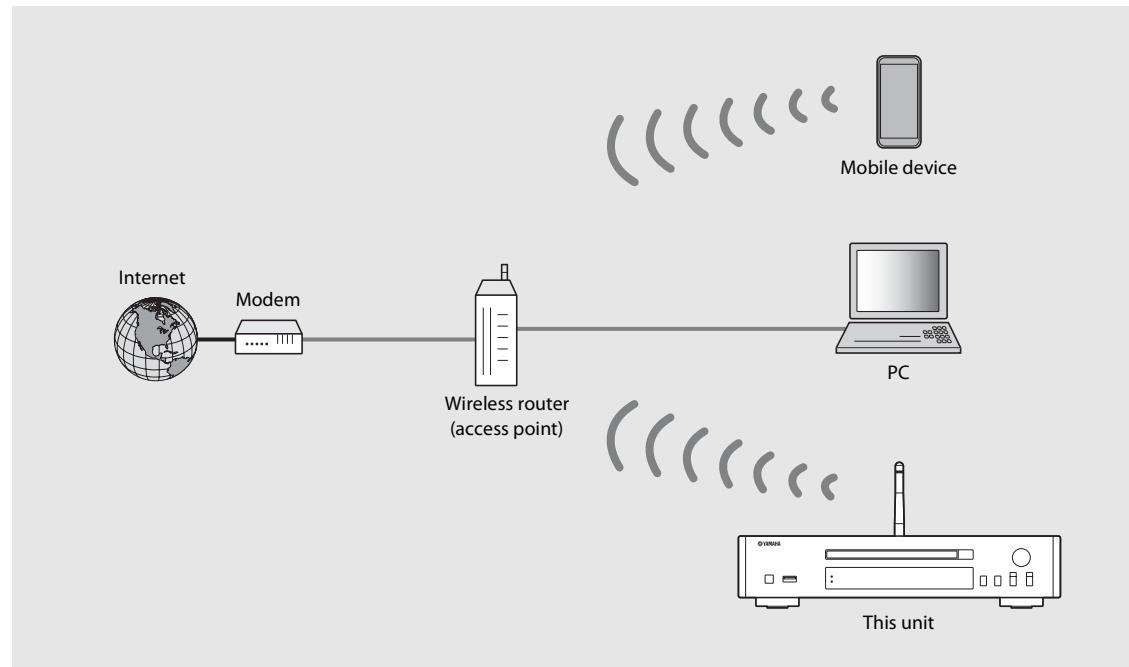 Mobile device
Internet
Modem
PC
Wireless router
(access point)
YAMAHA
This unit